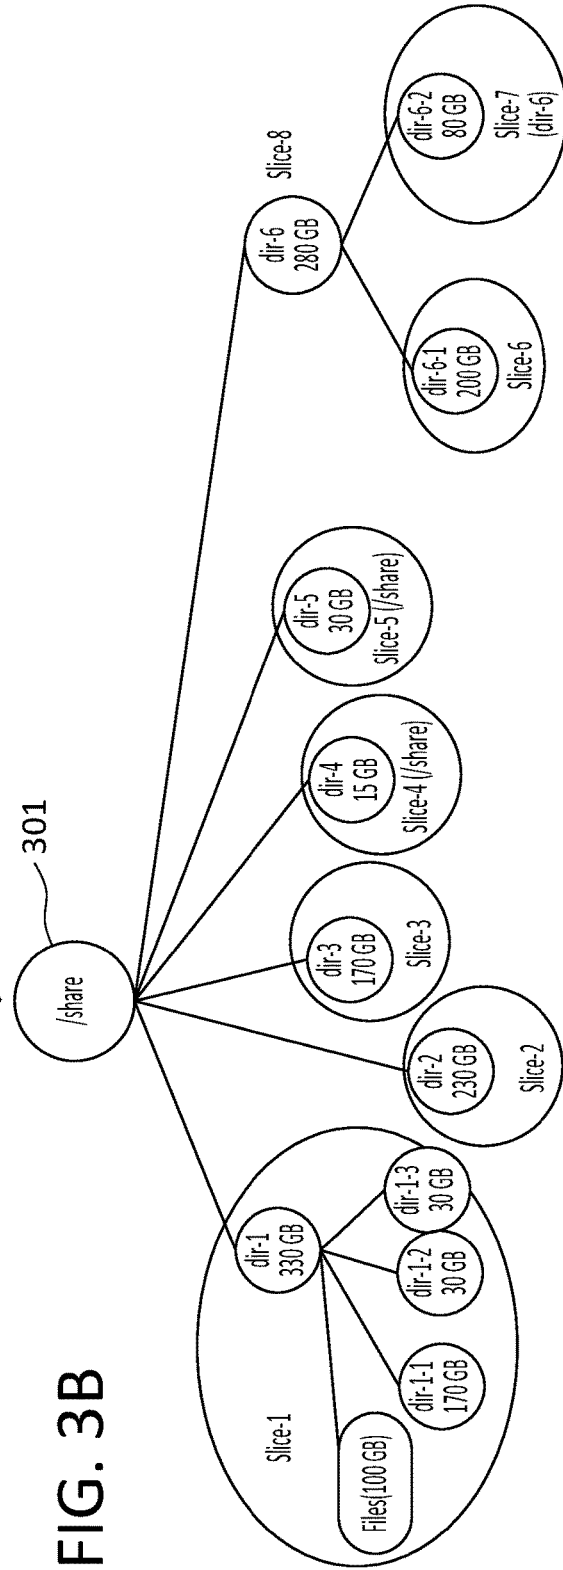 FIG. 3B
/share
301
Slice-1
dir-1
330 GB
Files(100 GB)
dir-1-1
170 GB
dir-1-2
30 GB
dir-1-3
30 GB
dir-2
230 GB
Slice-2
dir-3
170 GB
Slice-3
dir-4
15 GB
Slice-4 (/share)
dir-5
30 GB
Slice-5 (/share)
dir-6
280 GB
Slice-8
dir-6-1
200 GB
Slice-6
dir-6-2
80 GB
Slice-7
(dir-6)